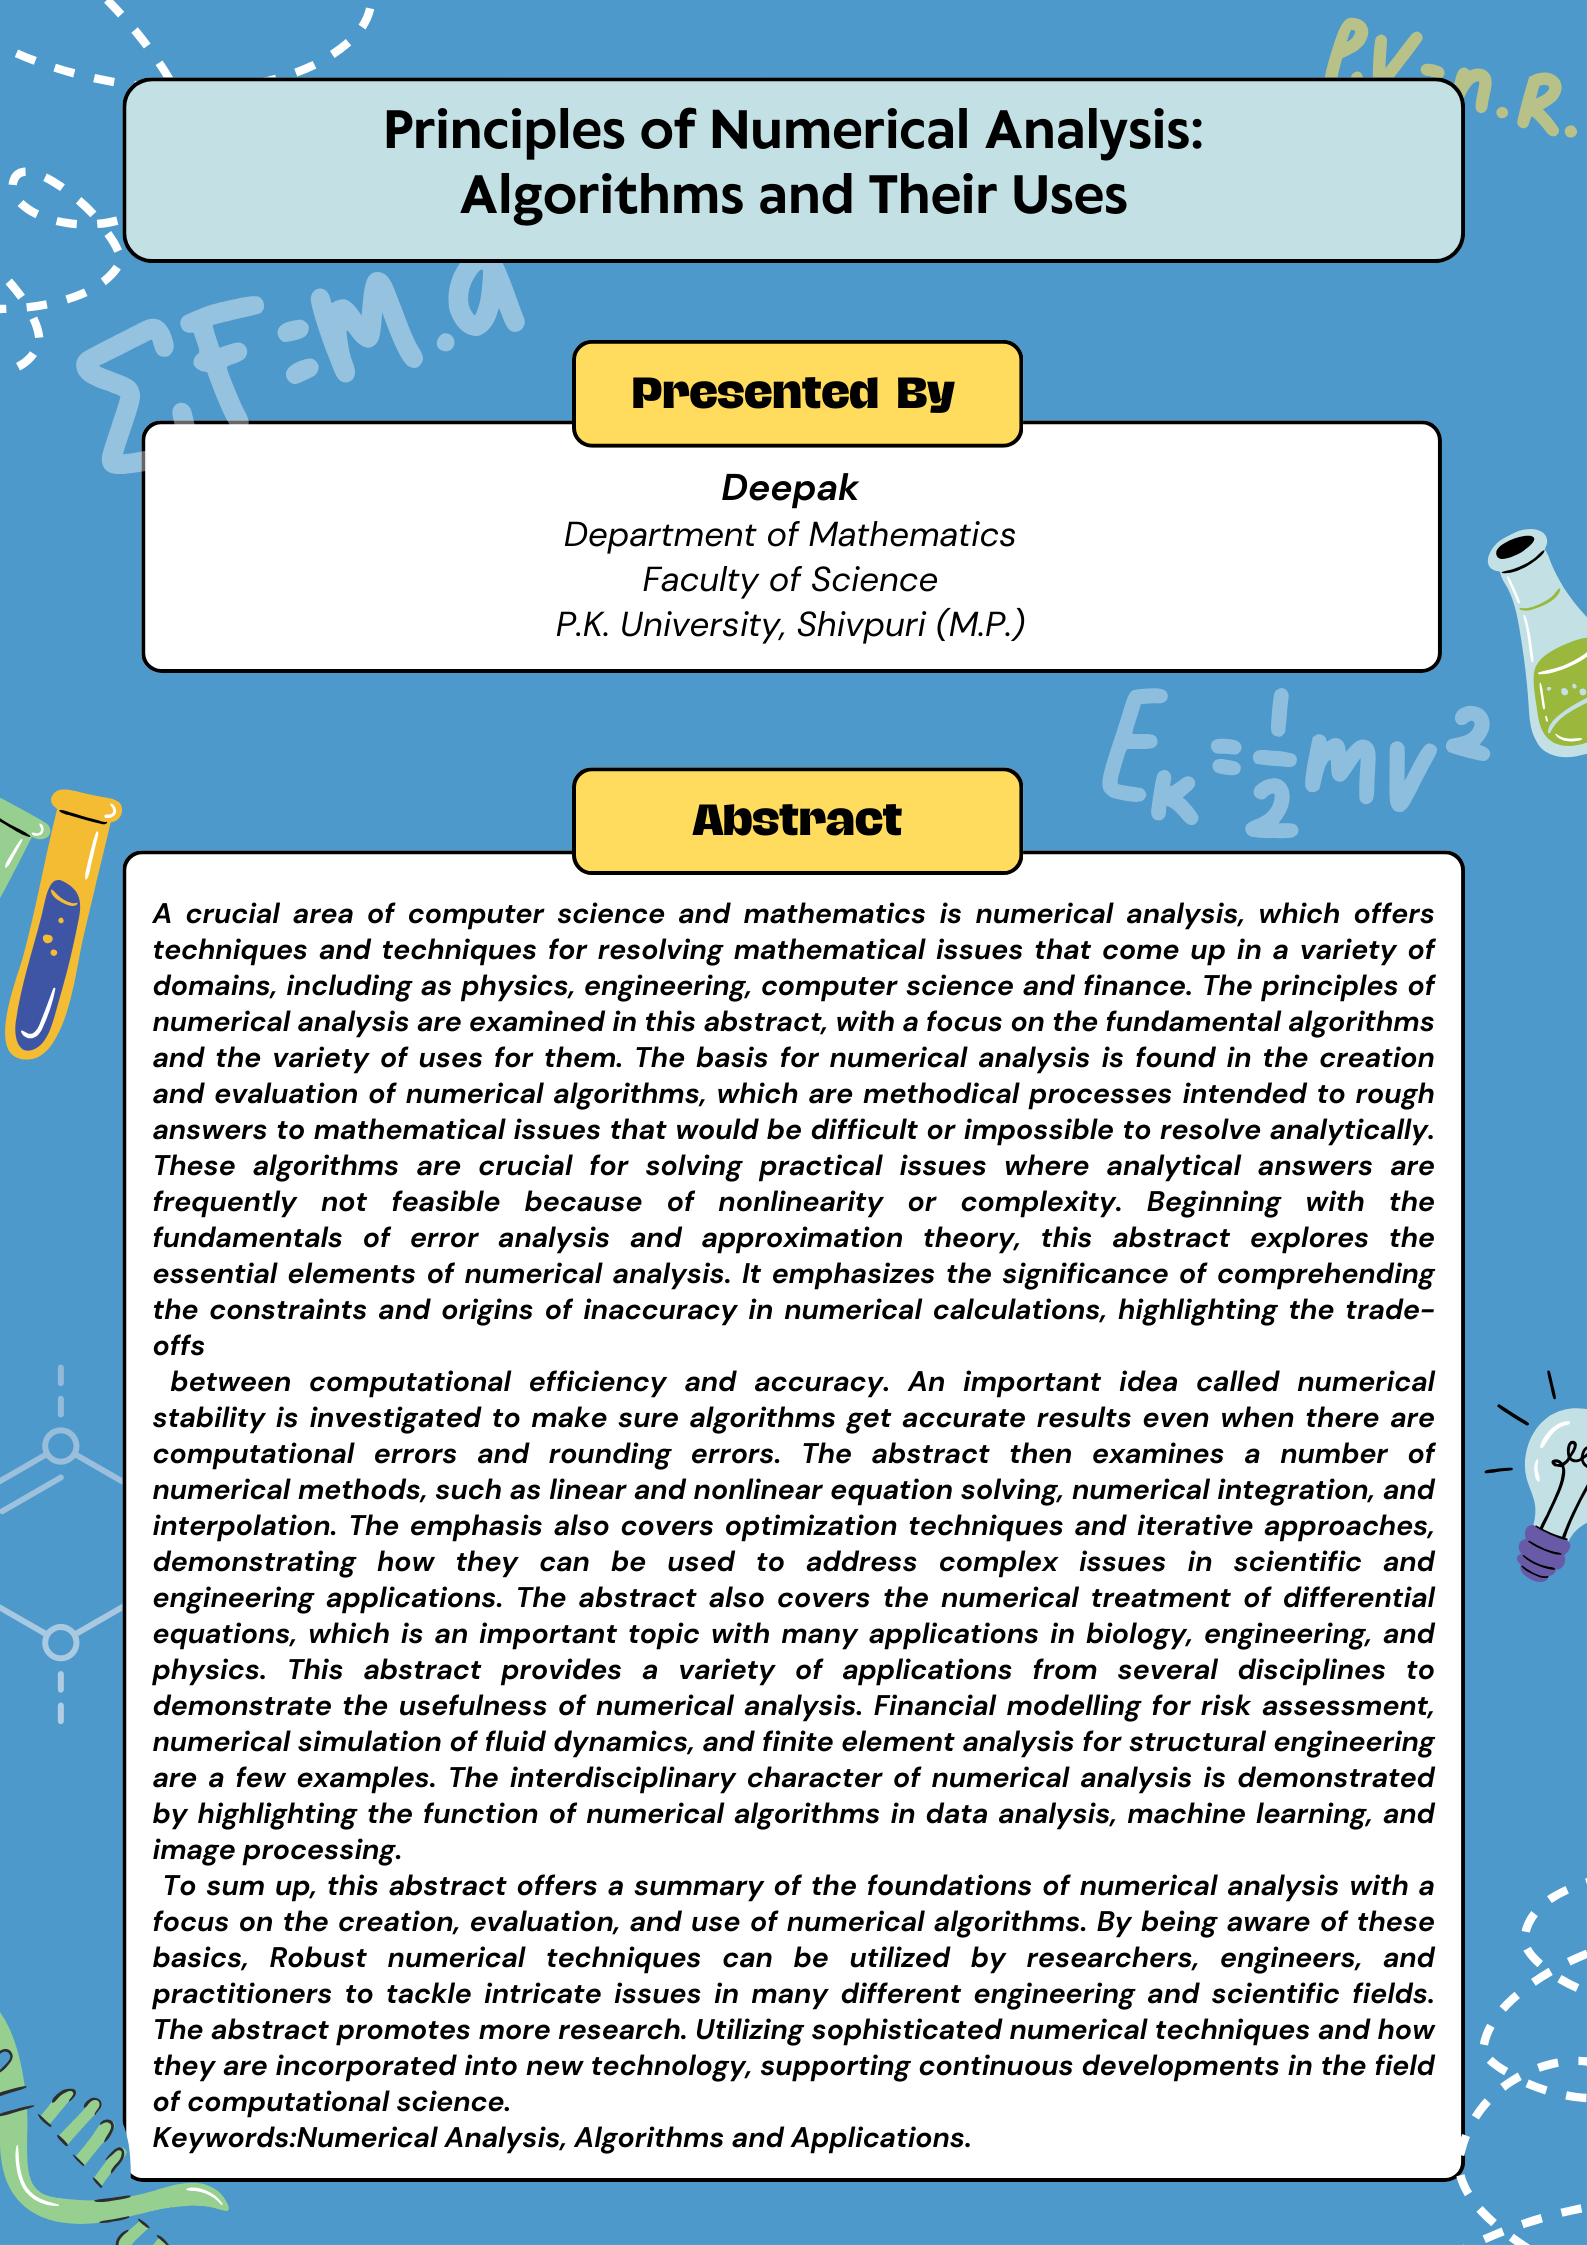 P.V=n.R.
Principles of Numerical Analysis:
Algorithms and Their Uses
Σ.F=M.a
Presented By
Deepak
Department of Mathematics
Faculty of Science
P.K. University, Shivpuri (M.P.)
Eₖ=½mv²
Abstract
A crucial area of computer science and mathematics is numerical analysis, which offers
techniques and techniques for resolving mathematical issues that come up in a variety of
domains, including as physics, engineering, computer science and finance. The principles of
numerical analysis are examined in this abstract, with a focus on the fundamental algorithms
and the variety of uses for them. The basis for numerical analysis is found in the creation
and evaluation of numerical algorithms, which are methodical processes intended to rough
answers to mathematical issues that would be difficult or impossible to resolve analytically.
These algorithms are crucial for solving practical issues where analytical answers are
frequently not feasible because of nonlinearity or complexity. Beginning with the
fundamentals of error analysis and approximation theory, this abstract explores the
essential elements of numerical analysis. It emphasizes the significance of comprehending
the constraints and origins of inaccuracy in numerical calculations, highlighting the trade-
offs
between computational efficiency and accuracy. An important idea called numerical
stability is investigated to make sure algorithms get accurate results even when there are
computational errors and rounding errors. The abstract then examines a number of
numerical methods, such as linear and nonlinear equation solving, numerical integration, and
interpolation. The emphasis also covers optimization techniques and iterative approaches,
demonstrating how they can be used to address complex issues in scientific and
engineering applications. The abstract also covers the numerical treatment of differential
equations, which is an important topic with many applications in biology, engineering, and
physics. This abstract provides a variety of applications from several disciplines to
demonstrate the usefulness of numerical analysis. Financial modelling for risk assessment,
numerical simulation of fluid dynamics, and finite element analysis for structural engineering
are a few examples. The interdisciplinary character of numerical analysis is demonstrated
by highlighting the function of numerical algorithms in data analysis, machine learning, and
image processing.
To sum up, this abstract offers a summary of the foundations of numerical analysis with a
focus on the creation, evaluation, and use of numerical algorithms. By being aware of these
basics, Robust numerical techniques can be utilized by researchers, engineers, and
practitioners to tackle intricate issues in many different engineering and scientific fields.
The abstract promotes more research. Utilizing sophisticated numerical techniques and how
they are incorporated into new technology, supporting continuous developments in the field
of computational science.
Keywords:Numerical Analysis, Algorithms and Applications.